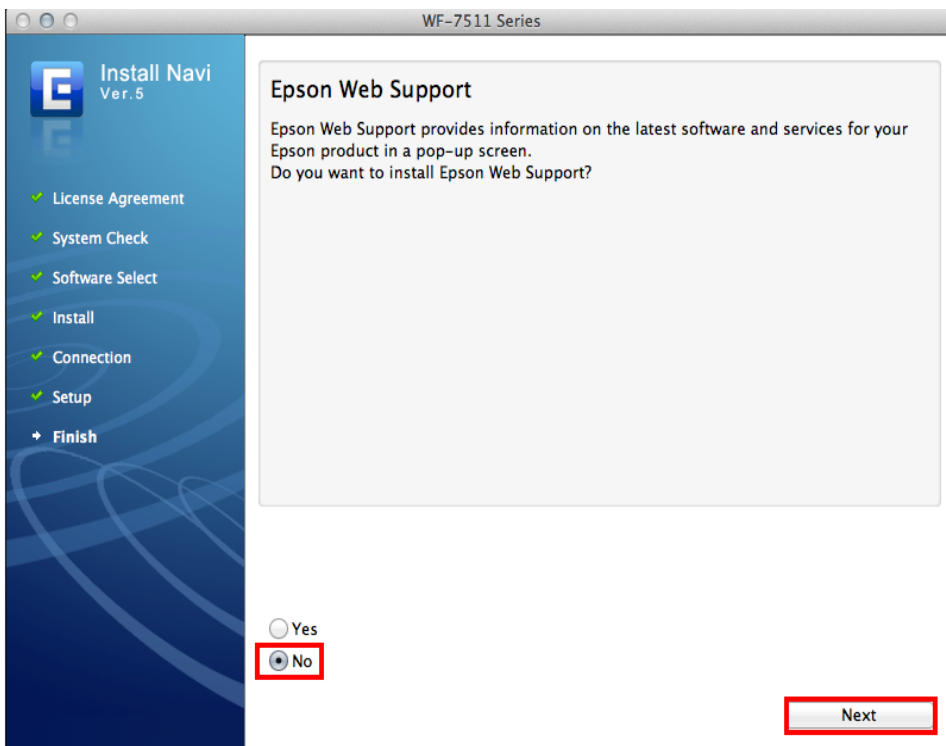 WF-7511 Series
Install Navi
Ver.5
License Agreement
System Check
Software Select
Install
Connection
Setup
Finish
Epson Web Support
Epson Web Support provides information on the latest software and services for your
Epson product in a pop-up screen.
Do you want to install Epson Web Support?
Yes
No
Next